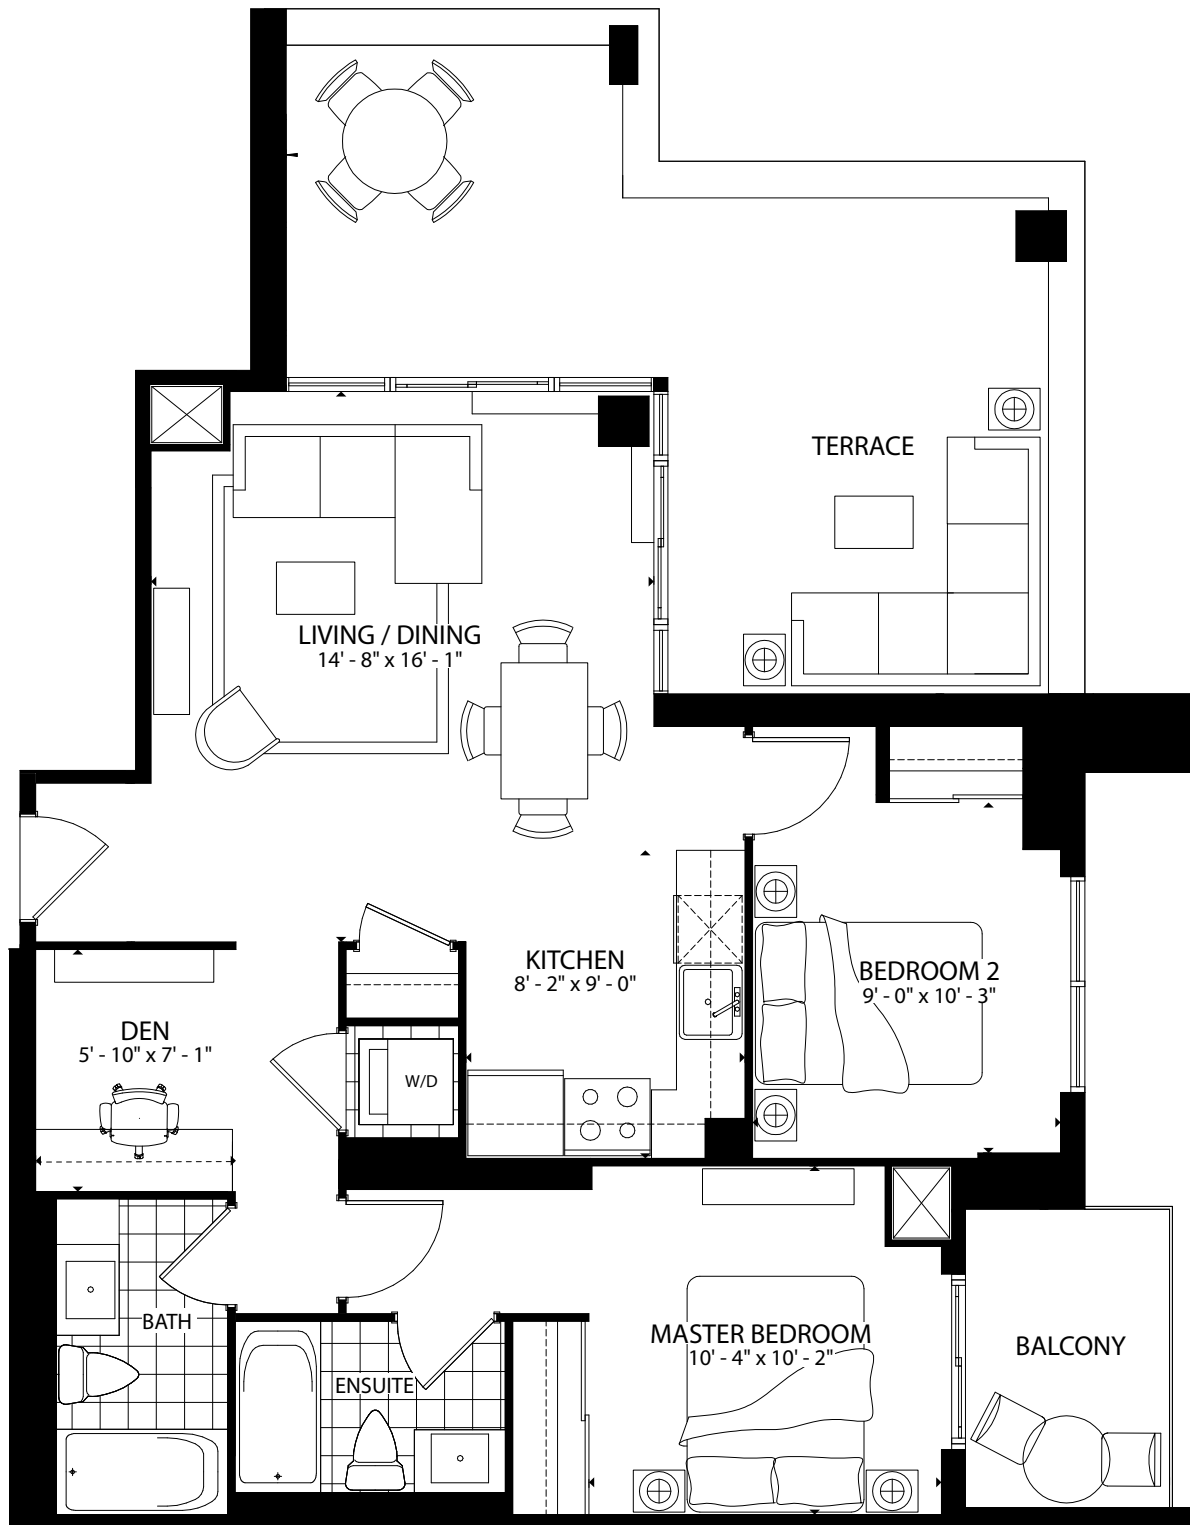 TERRACE
LIVING / DINING
14' - 8" x 16' - 1"
KITCHEN
8' - 2" x 9' - 0"
BEDROOM 2
9' - 0" x 10' - 3"
DEN
5' - 10" x 7' - 1"
W/D
BATH
MASTER BEDROOM
10' - 4" x 10' - 2"
BALCONY
ENSUITE